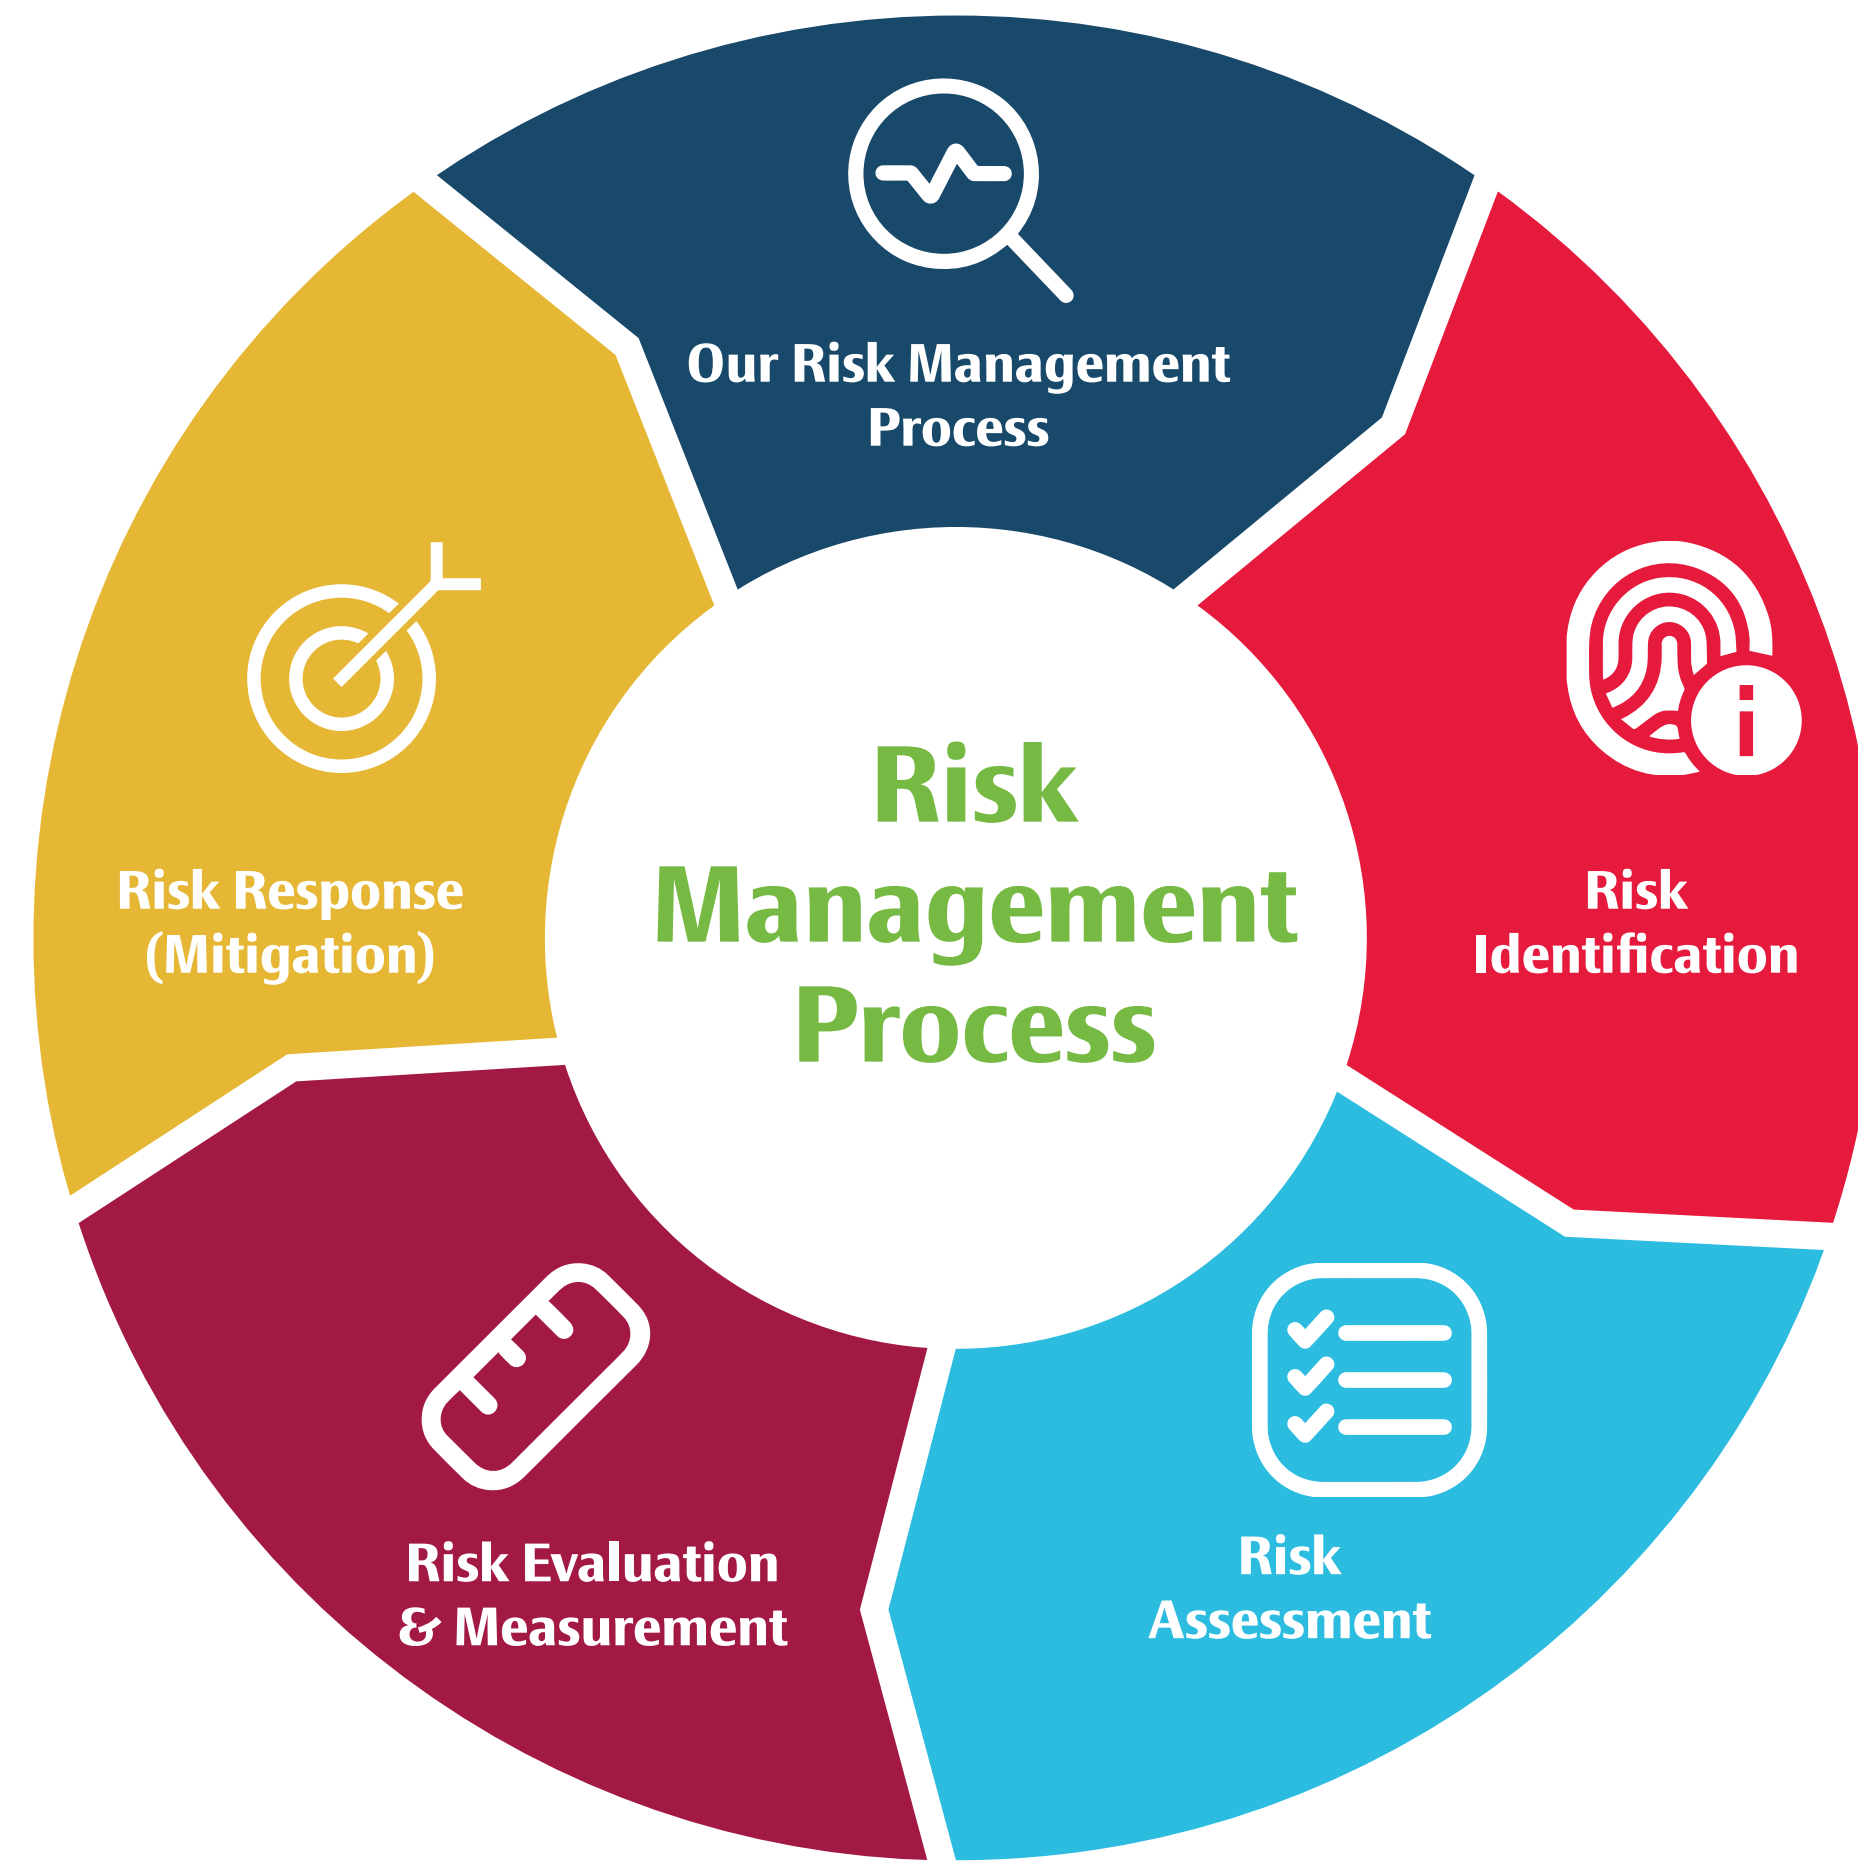 Our Risk Management
Process
Risk
Identification
Risk
Assessment
Risk Evaluation
& Measurement
Risk Response
(Mitigation)
Risk
Management
Process
i